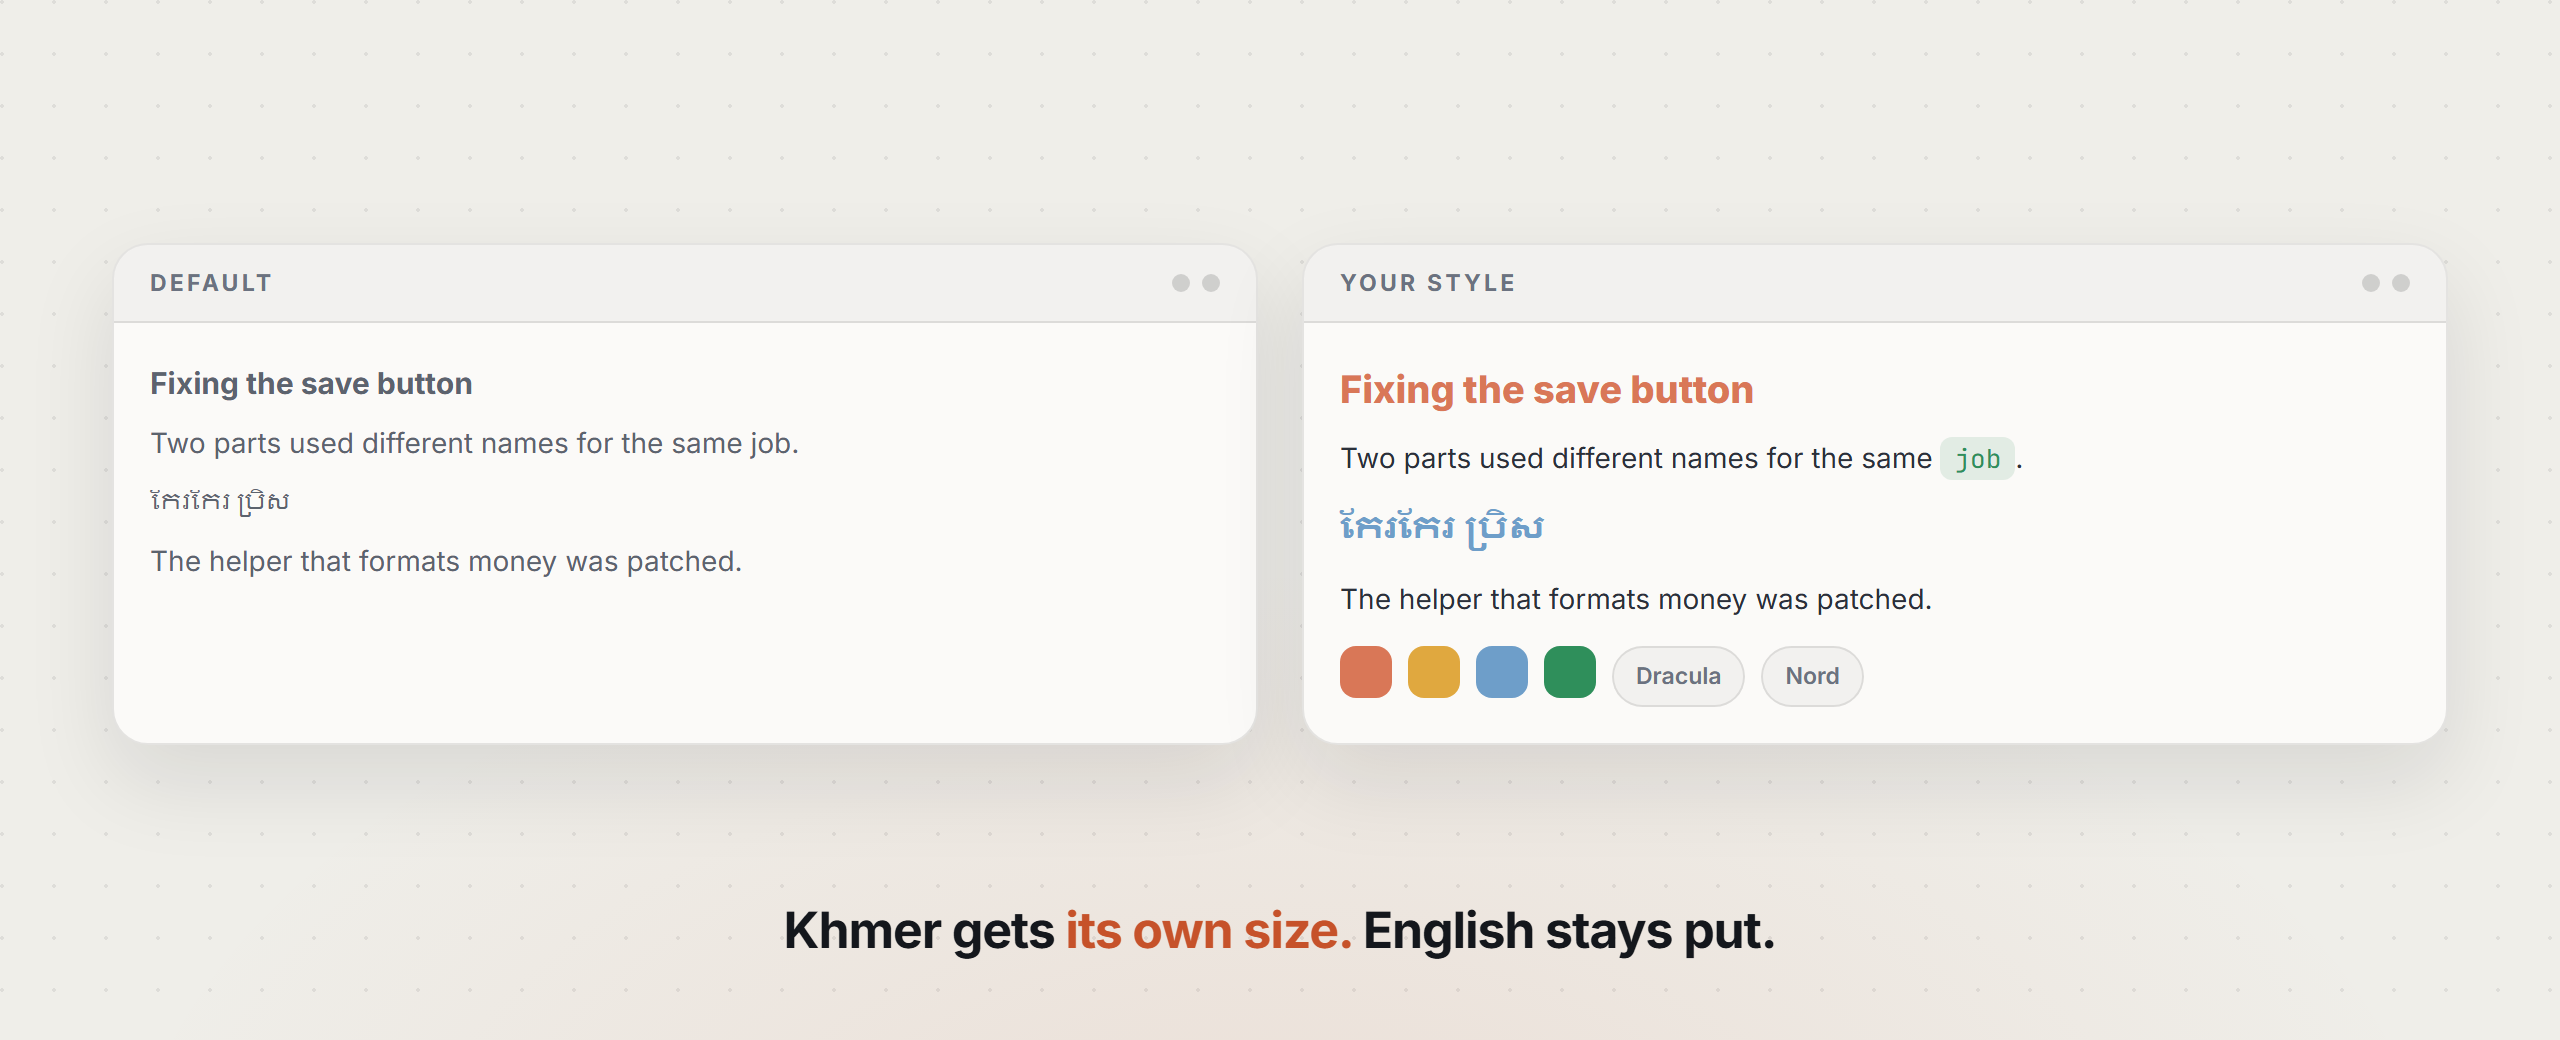 DEFAULT
Fixing the save button
Two parts used different names for the same job.
កែរកែរ ប្រិស
The helper that formats money was patched.
YOUR STYLE
Fixing the save button
Two parts used different names for the same job.
កែរកែរ ប្រិស
The helper that formats money was patched.
Dracula Nord
Khmer gets its own size. English stays put.